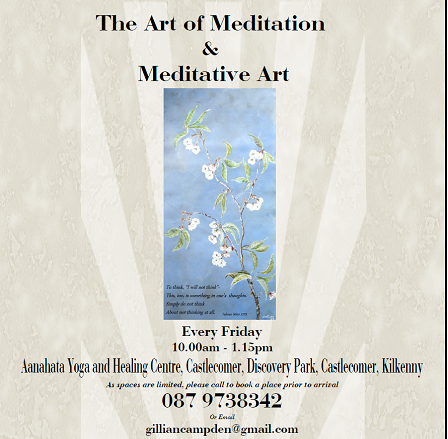 The Art of Meditation
&
Meditative Art
To think, "I will not think"-
This, too, is something in one's thoughts.
Simply do not think
About not thinking at all.
Every Friday
10.00am - 1.15pm
Aanahata Yoga and Healing Centre, Castlecomer, Discovery Park, Castlecomer, Kilkenny
As spaces are limited, please call to book a place prior to arrival
087 9738342
Or Email
gilliancampden@gmail.com